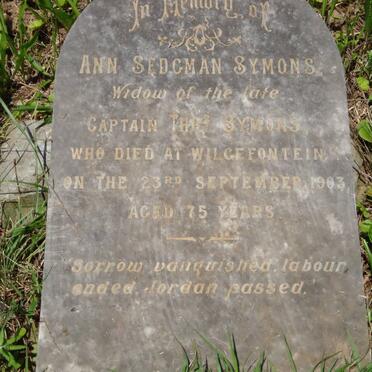 In Memory of
ANN SEDGMAN SYMONS
Widow of the late
CAPTAIN THOS SYMONS
WHO DIED AT WILGEFONTEIN
ON THE 23RD SEPTEMBER, 1903
AGED 75 YEARS
"Sorrow vanquished, labour
ended, Jordan passed."